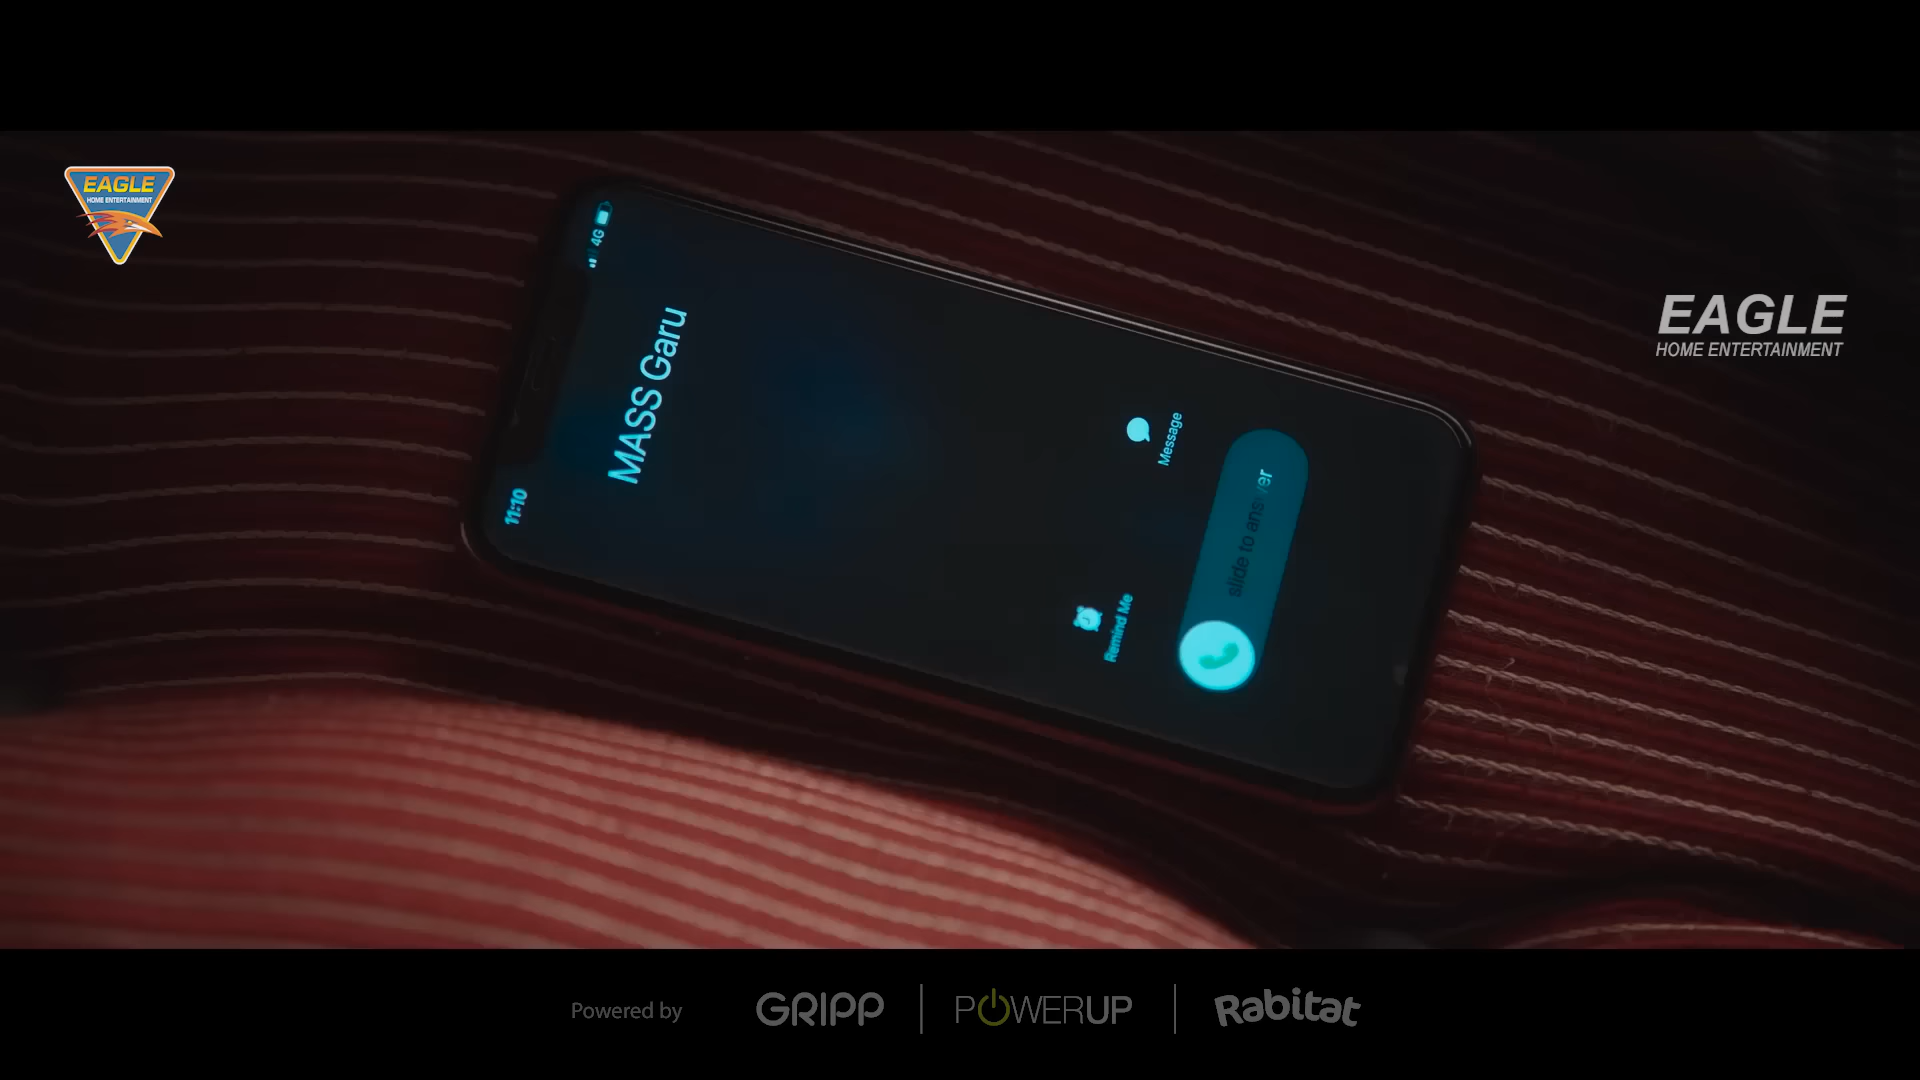 EAGLE
HOME ENTERTAINMENT
EAGLE
HOME ENTERTAINMENT
11:10
4G
MASS Garu
Remind Me
Message
slide to answer
Powered by
GRIPP
POWERUP
Rabitat